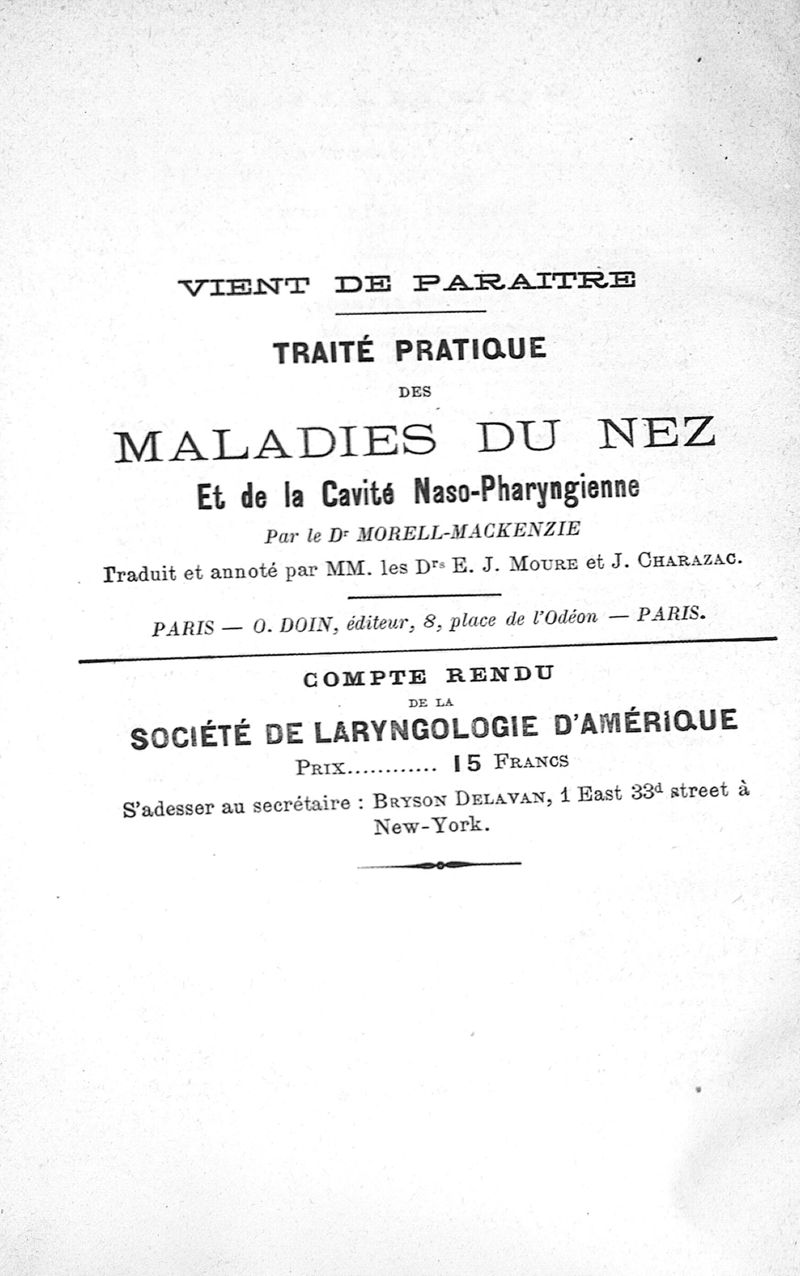 VIENT DE PARAITRE
TRAITÉ PRATIQUE
DES
MALADIES DU NEZ
Et de la Cavité Naso-Pharyngienne
Par le Dr MORELL-MACKENZIE
Traduit et annoté par MM. les Drs E. J. MOURE et J. CHARAZAC.
PARIS — O. DOIN, éditeur, 8, place de l'Odéon — PARIS.
COMPTE RENDU
DE LA
SOCIÉTÉ DE LARYNGOLOGIE D'AMÉRIQUE
PRIX............ 15 FRANCS
S'adresser au secrétaire : BRYSON DELAVAN, 1 East 33d street à
New-York.